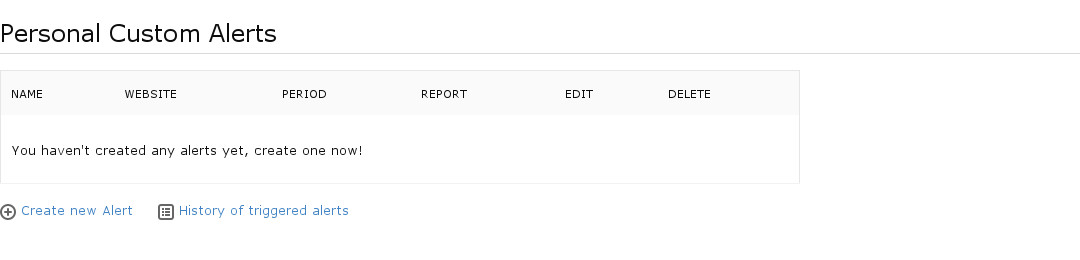 Personal Custom Alerts
NAME WEBSITE PERIOD REPORT EDIT DELETE
You haven't created any alerts yet, create one now!
Create new Alert History of triggered alerts